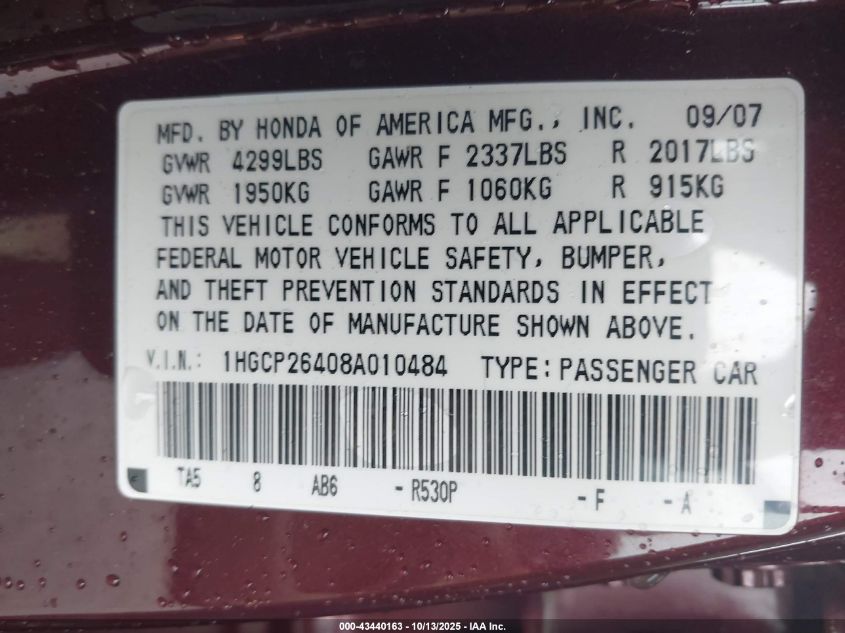 MFD. BY HONDA OF AMERICA MFG., INC. 09/07
GVWR 4299LBS GAWR F 2337LBS R 2017LBS
GVWR 1950KG GAWR F 1060KG R 915KG
THIS VEHICLE CONFORMS TO ALL APPLICABLE
FEDERAL MOTOR VEHICLE SAFETY, BUMPER,
AND THEFT PREVENTION STANDARDS IN EFFECT
ON THE DATE OF MANUFACTURE SHOWN ABOVE.
V.I.N.: 1HGCP26408A010484 TYPE: PASSENGER CAR
TA5 8 AB6 - R530P - F - A
000-43440163 - 10/13/2025 - IAA Inc.